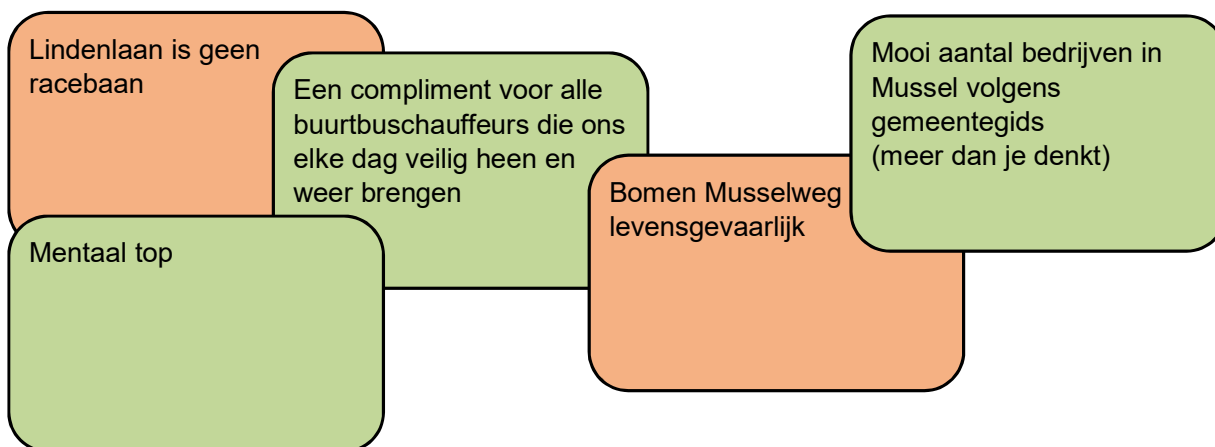 Lindenlaan is geen
racebaan
Een compliment voor alle
buurtbuschauffeurs die ons
elke dag veilig heen en
weer brengen
Mooi aantal bedrijven in
Mussel volgens
gemeentegids
(meer dan je denkt)
Bomen Musselweg
levensgevaarlijk
Mentaal top